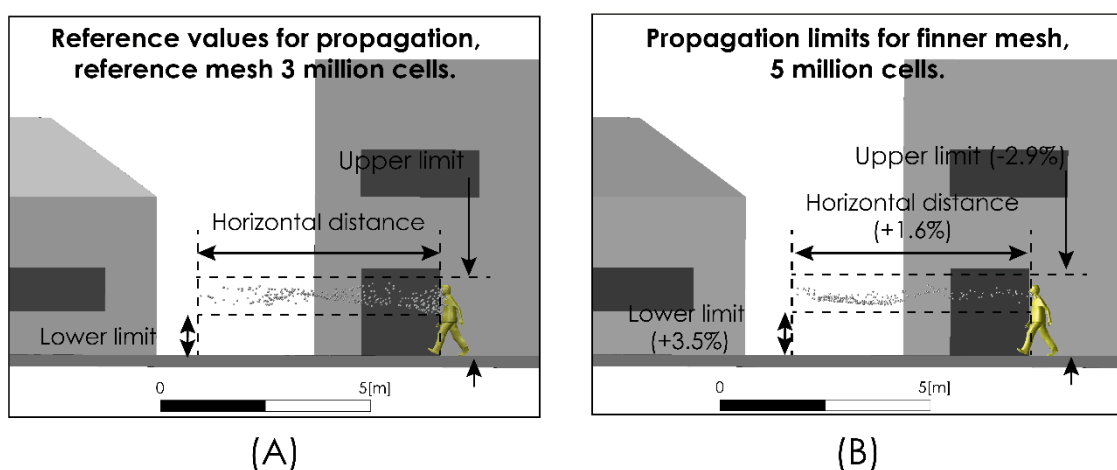 Reference values for propagation,
reference mesh 3 million cells.
Upper limit
Horizontal distance
Lower limit
0
5[m]
(A)
Propagation limits for finner mesh,
5 million cells.
Upper limit (-2.9%)
Horizontal distance
(+1.6%)
Lower limit
(+3.5%)
0
5[m]
(B)